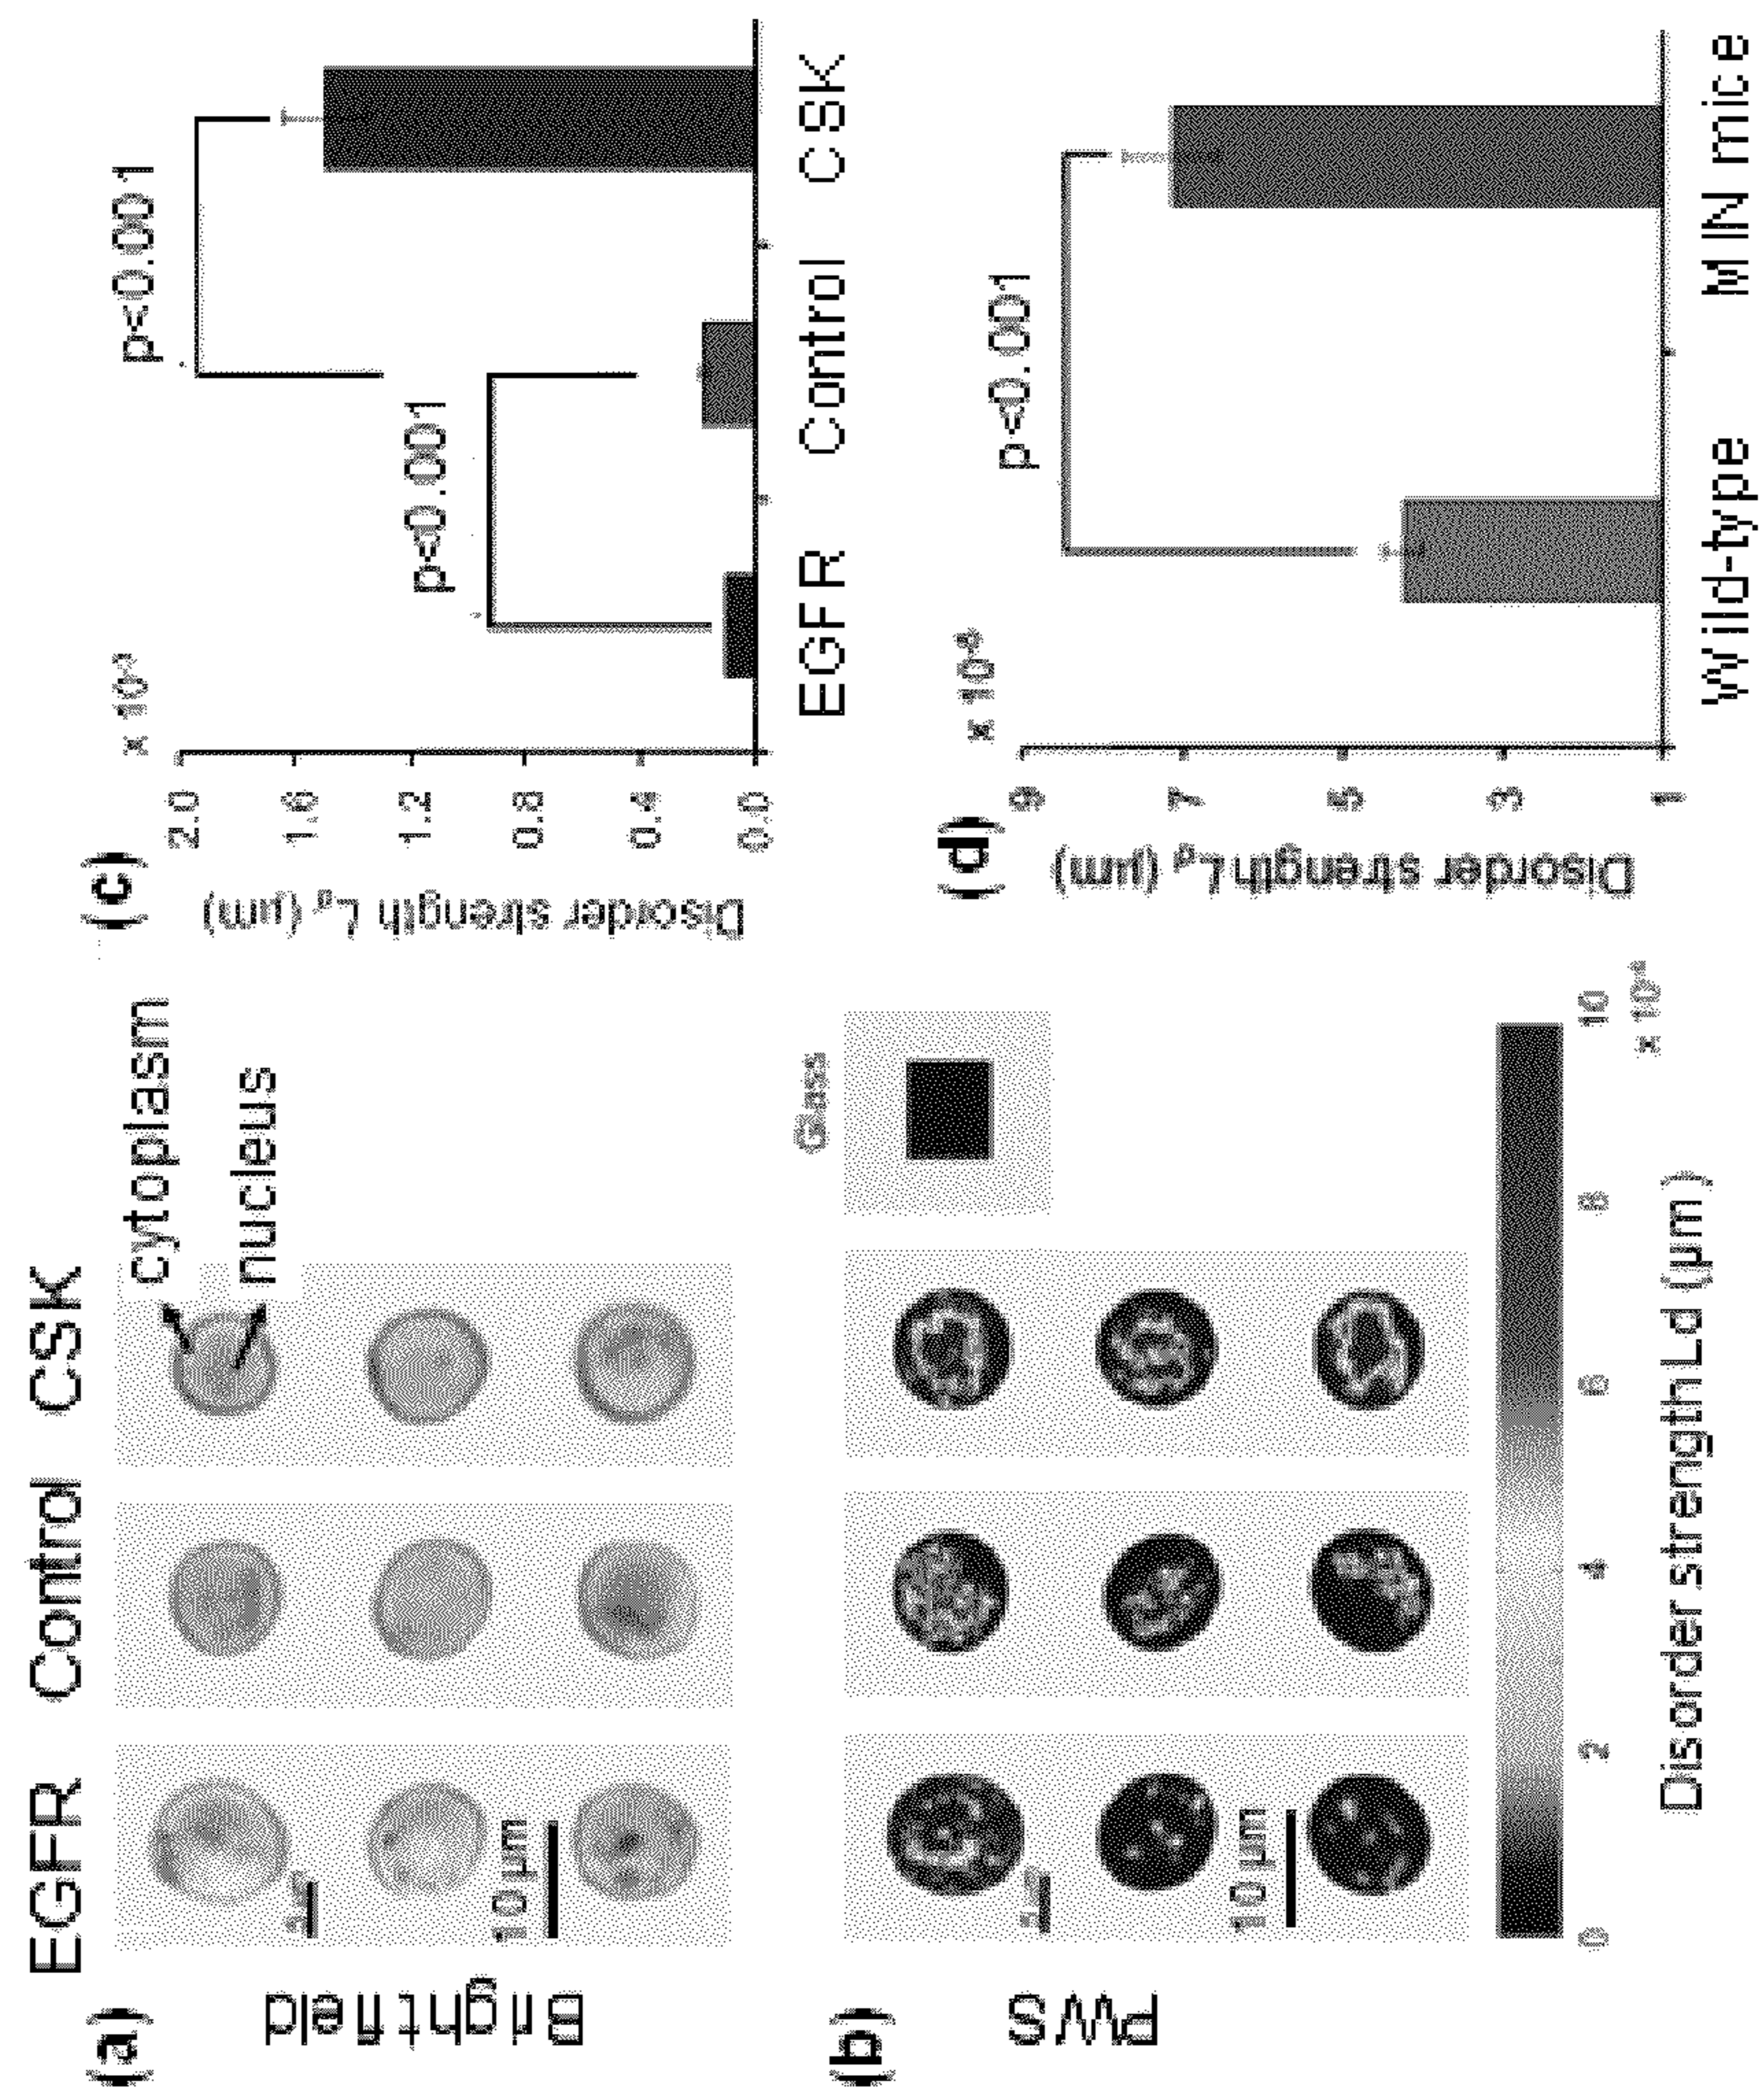 (a)
EGFR Control CSK
Bright field
cytoplasm
nucleus
10 µm
(b)
PWS
Glass
10 µm
0 2 4 6 8 10
Disorder strength Ld (µm)
(c)
2.0
1.6
1.2
0.8
0.4
0.0
Disorder strength Ld (µm)
p<0.001
p<0.001
EGFR Control CSK
(d)
9
7
5
3
1
Disorder strength Ld (µm)
p<0.001
Wild-type MIN mice